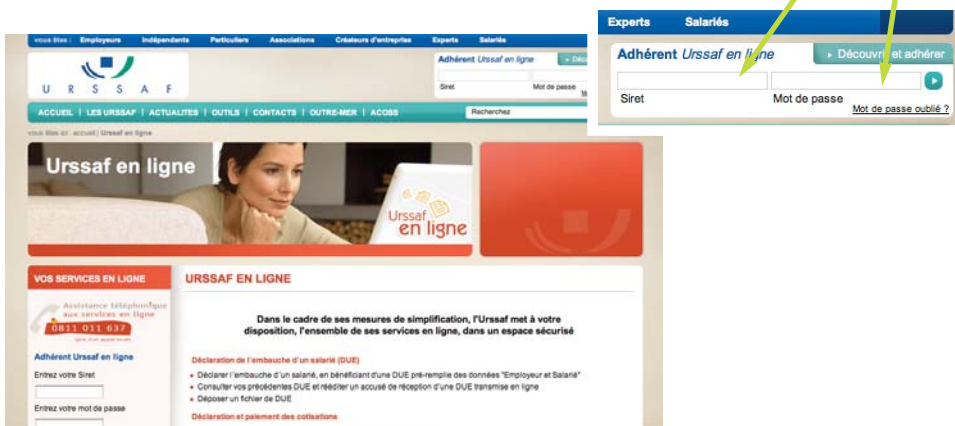 vous êtes : Employeurs Indépendants Particuliers Associations Créateurs d'entreprise Experts Salariés
URSSAF
Adhérent Urssaf en ligne
Siret Mot de passe
ACCUEIL | LES URSSAF | ACTUALITES | OUTILS | CONTACTS | OUTRE-MER | ACOSS
Recherchez
vous êtes ici : accueil | Urssaf en ligne
Experts Salariés
Adhérent Urssaf en ligne
Découvrir et adhérer
Siret Mot de passe
Mot de passe oublié ?
Urssaf en ligne
Urssaf
en ligne
VOS SERVICES EN LIGNE
Assistance téléphonique
aux services en ligne
0811 011 637
Adhérent Urssaf en ligne
Entrez votre Siret
Entrez votre mot de passe
URSSAF EN LIGNE
Dans le cadre de ses mesures de simplification, l'Urssaf met à votre
disposition, l'ensemble de ses services en ligne, dans un espace sécurisé
Déclaration de l'embauche d'un salarié (DUE)
• Déclarer l'embauche d'un salarié, en bénéficiant d'une DUE pré-remplie des données "Employeur et Salarié"
• Consulter vos précédentes DUE et rééditer un accusé de réception d'une DUE transmise en ligne
• Déposer un fichier de DUE
Déclaration et paiement des cotisations